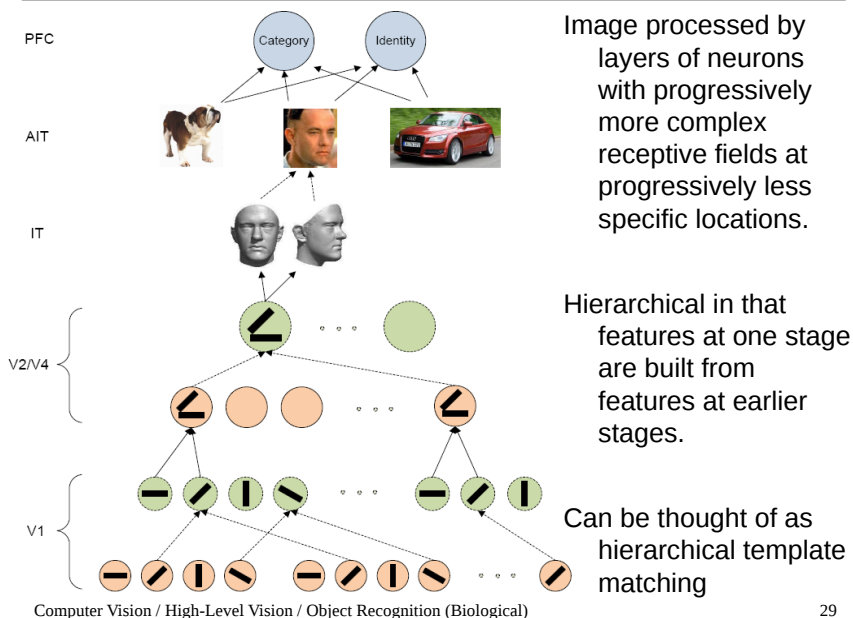 PFC
Category
Identity
AIT
IT
V2/V4
V1
Image processed by
layers of neurons
with progressively
more complex
receptive fields at
progressively less
specific locations.
Hierarchical in that
features at one stage
are built from
features at earlier
stages.
Can be thought of as
hierarchical template
matching
Computer Vision / High-Level Vision / Object Recognition (Biological)
29